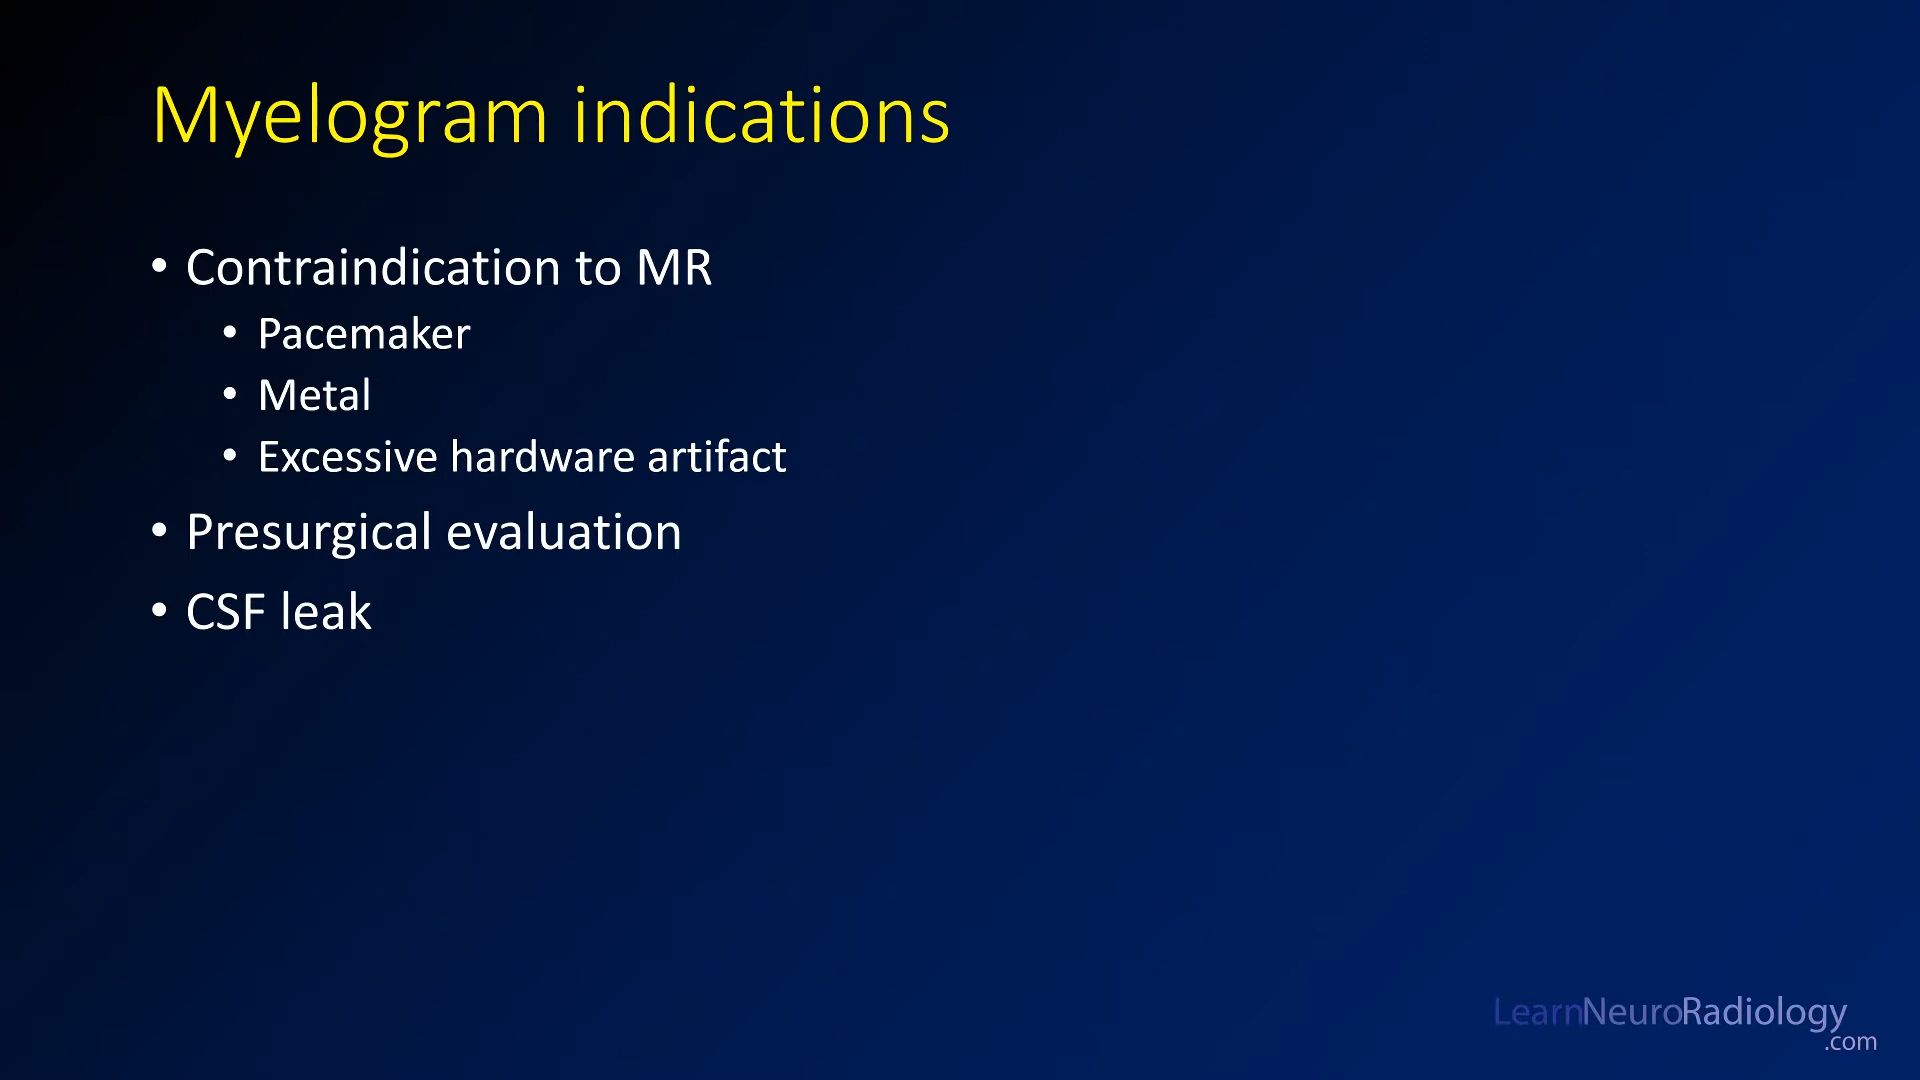 Myelogram indications
• Contraindication to MR
• Pacemaker
• Metal
• Excessive hardware artifact
• Presurgical evaluation
• CSF leak
LearnNeuroRadiology
.com